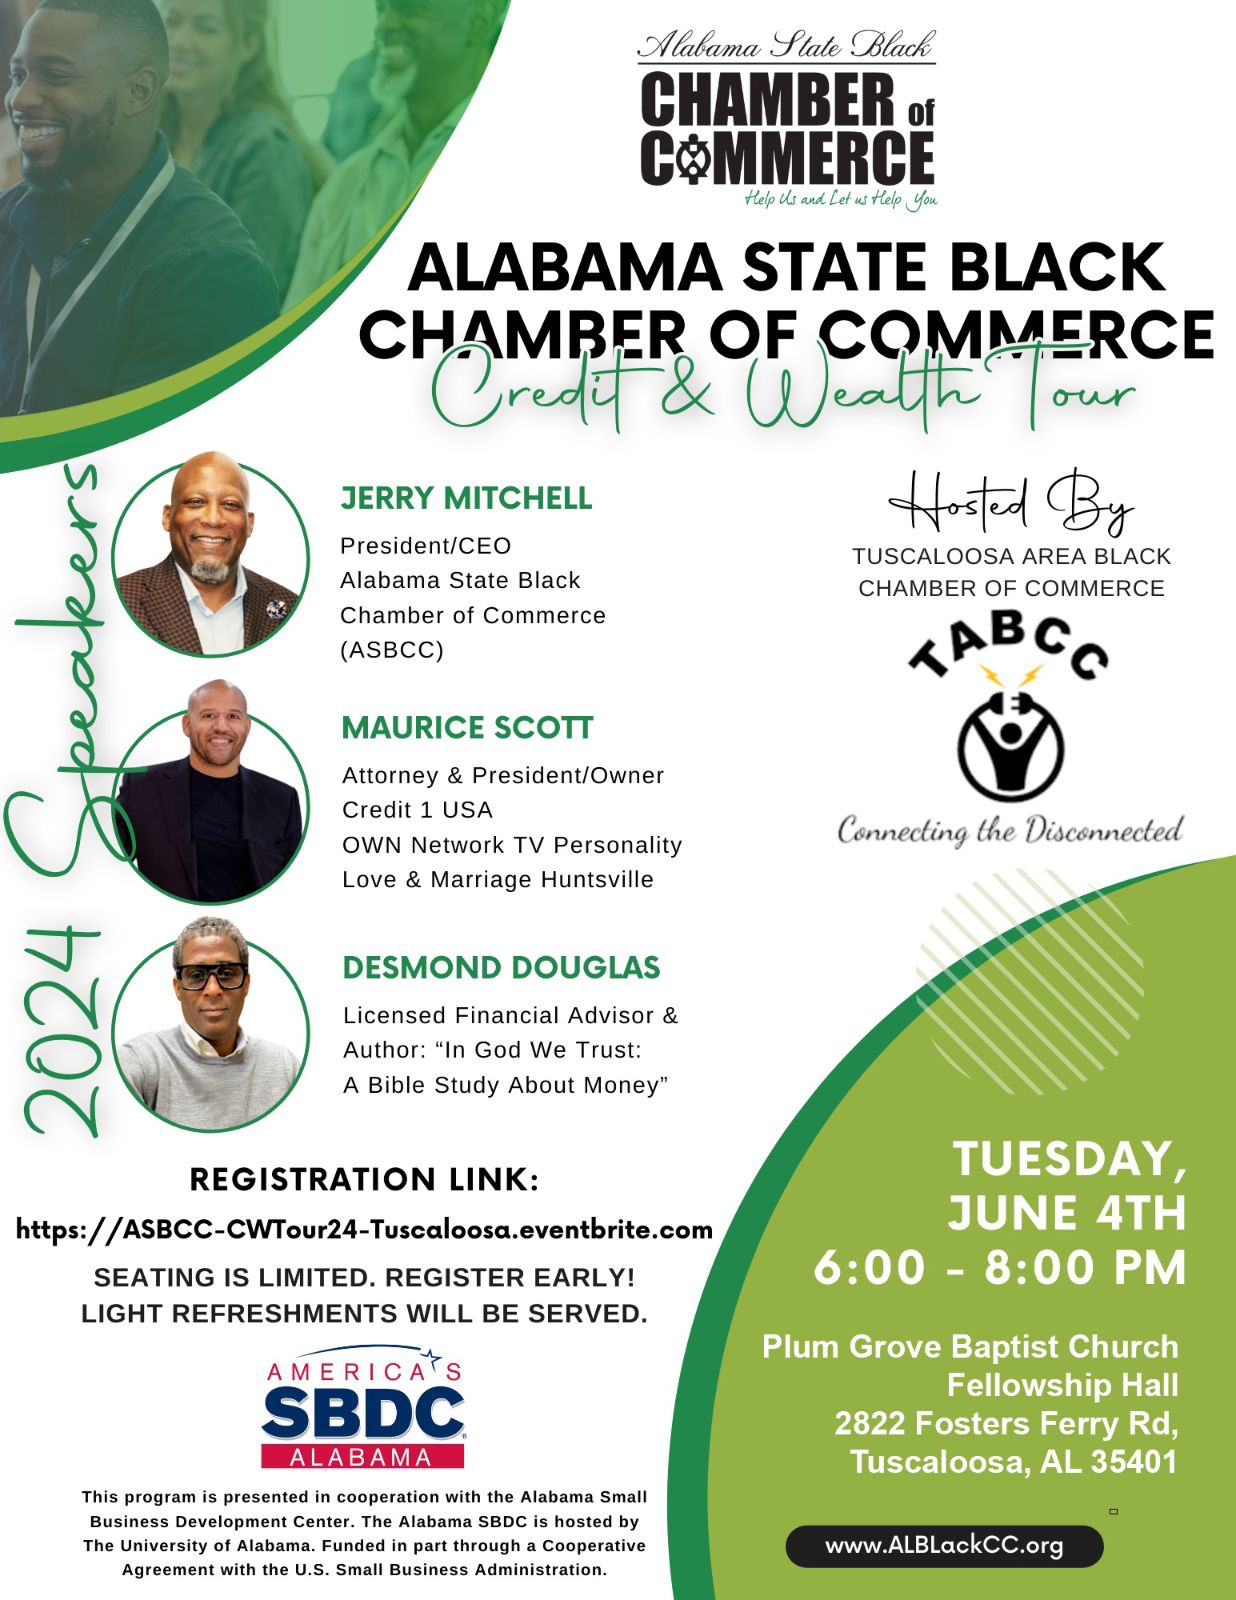 Alabama State Black
CHAMBER of
COMMERCE
Help Us and Let us Help You
ALABAMA STATE BLACK
CHAMBER OF COMMERCE
Credit & Wealth Tour
2024 Speakers
JERRY MITCHELL
President/CEO
Alabama State Black
Chamber of Commerce
(ASBCC)
MAURICE SCOTT
Attorney & President/Owner
Credit 1 USA
OWN Network TV Personality
Love & Marriage Huntsville
DESMOND DOUGLAS
Licensed Financial Advisor &
Author: “In God We Trust:
A Bible Study About Money”
Hosted By
TUSCALOOSA AREA BLACK
CHAMBER OF COMMERCE
TABCC
Connecting the Disconnected
REGISTRATION LINK:
https://ASBCC-CWTour24-Tuscaloosa.eventbrite.com
SEATING IS LIMITED. REGISTER EARLY!
LIGHT REFRESHMENTS WILL BE SERVED.
AMERICA'S
SBDC®
ALABAMA
This program is presented in cooperation with the Alabama Small
Business Development Center. The Alabama SBDC is hosted by
The University of Alabama. Funded in part through a Cooperative
Agreement with the U.S. Small Business Administration.
TUESDAY,
JUNE 4TH
6:00 - 8:00 PM
Plum Grove Baptist Church
Fellowship Hall
2822 Fosters Ferry Rd,
Tuscaloosa, AL 35401
www.ALBLackCC.org